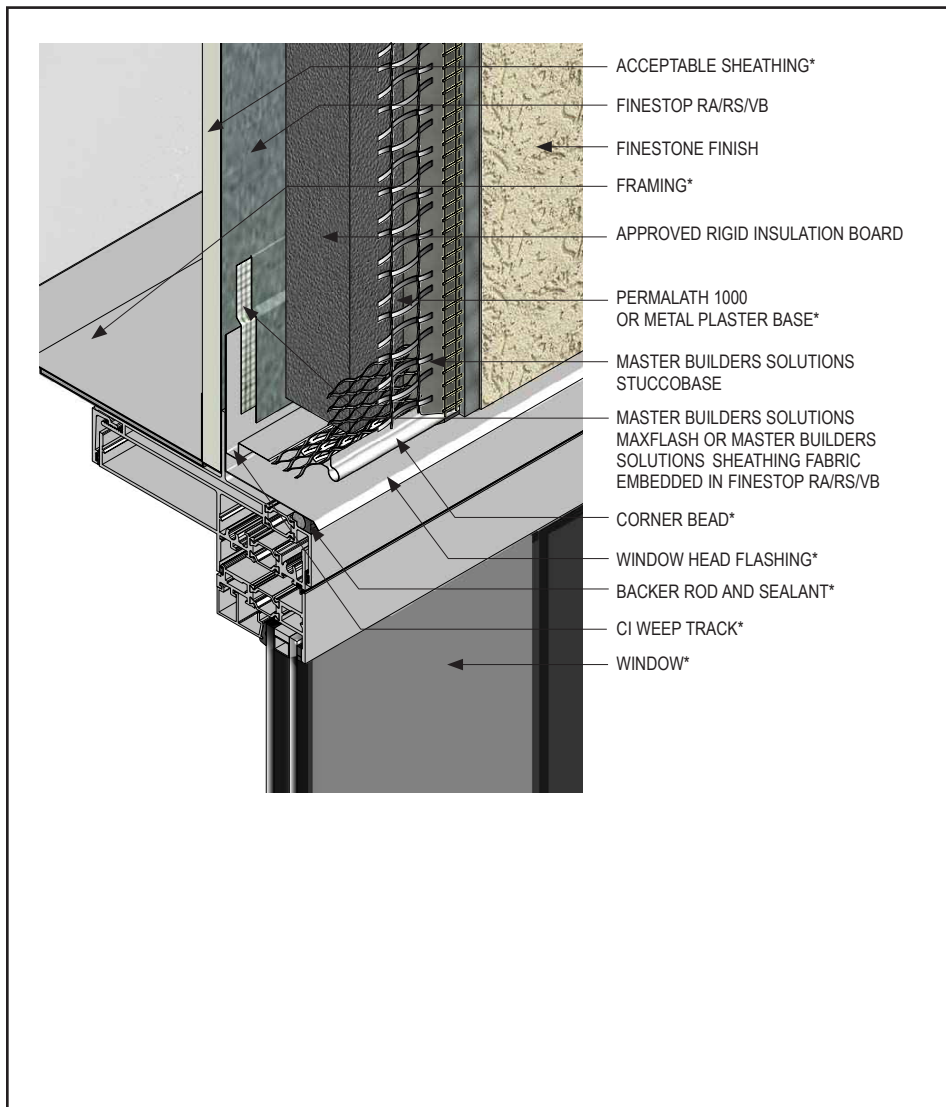 ACCEPTABLE SHEATHING*
FINESTOP RA/RS/VB
FINESTONE FINISH
FRAMING*
APPROVED RIGID INSULATION BOARD
PERMALATH 1000
OR METAL PLASTER BASE*
MASTER BUILDERS SOLUTIONS
STUCCOBASE
MASTER BUILDERS SOLUTIONS
MAXFLASH OR MASTER BUILDERS
SOLUTIONS SHEATHING FABRIC
EMBEDDED IN FINESTOP RA/RS/VB
CORNER BEAD*
WINDOW HEAD FLASHING*
BACKER ROD AND SEALANT*
CI WEEP TRACK*
WINDOW*